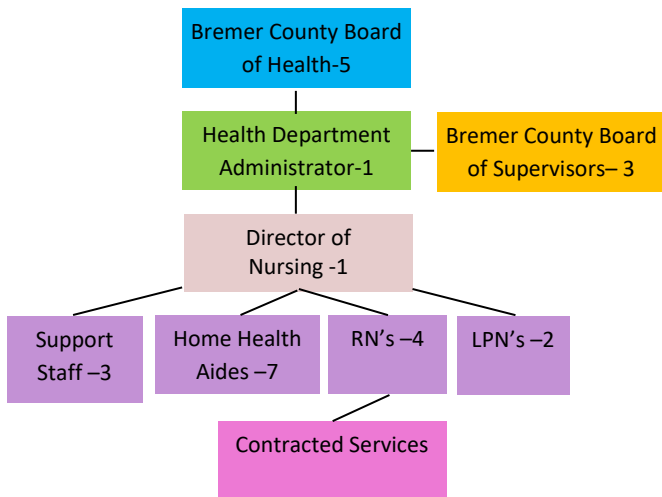 Bremer County Board
of Health-5
Health Department
Administrator-1
Bremer County Board
of Supervisors– 3
Director of
Nursing -1
Support
Staff –3
Home Health
Aides –7
RN’s –4
LPN’s –2
Contracted Services